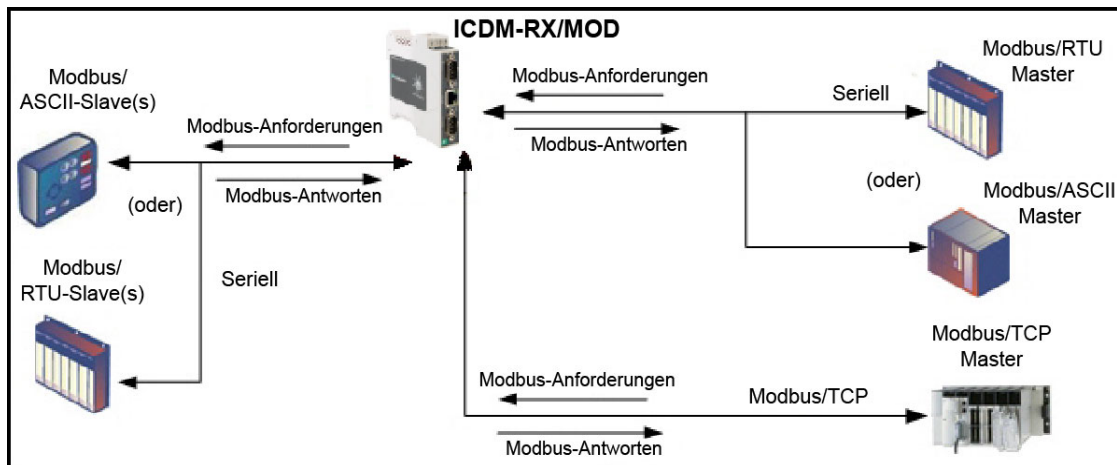 ICDM-RX/MOD
Modbus/
ASCII-Slave(s)
Modbus-Anforderungen
Modbus-Antworten
(oder)
Seriell
Modbus/
RTU-Slave(s)
Modbus-Anforderungen
Modbus-Antworten
Seriell
Modbus/RTU
Master
(oder)
Modbus/ASCII
Master
Modbus-Anforderungen
Modbus-Antworten
Modbus/TCP
Modbus/TCP
Master